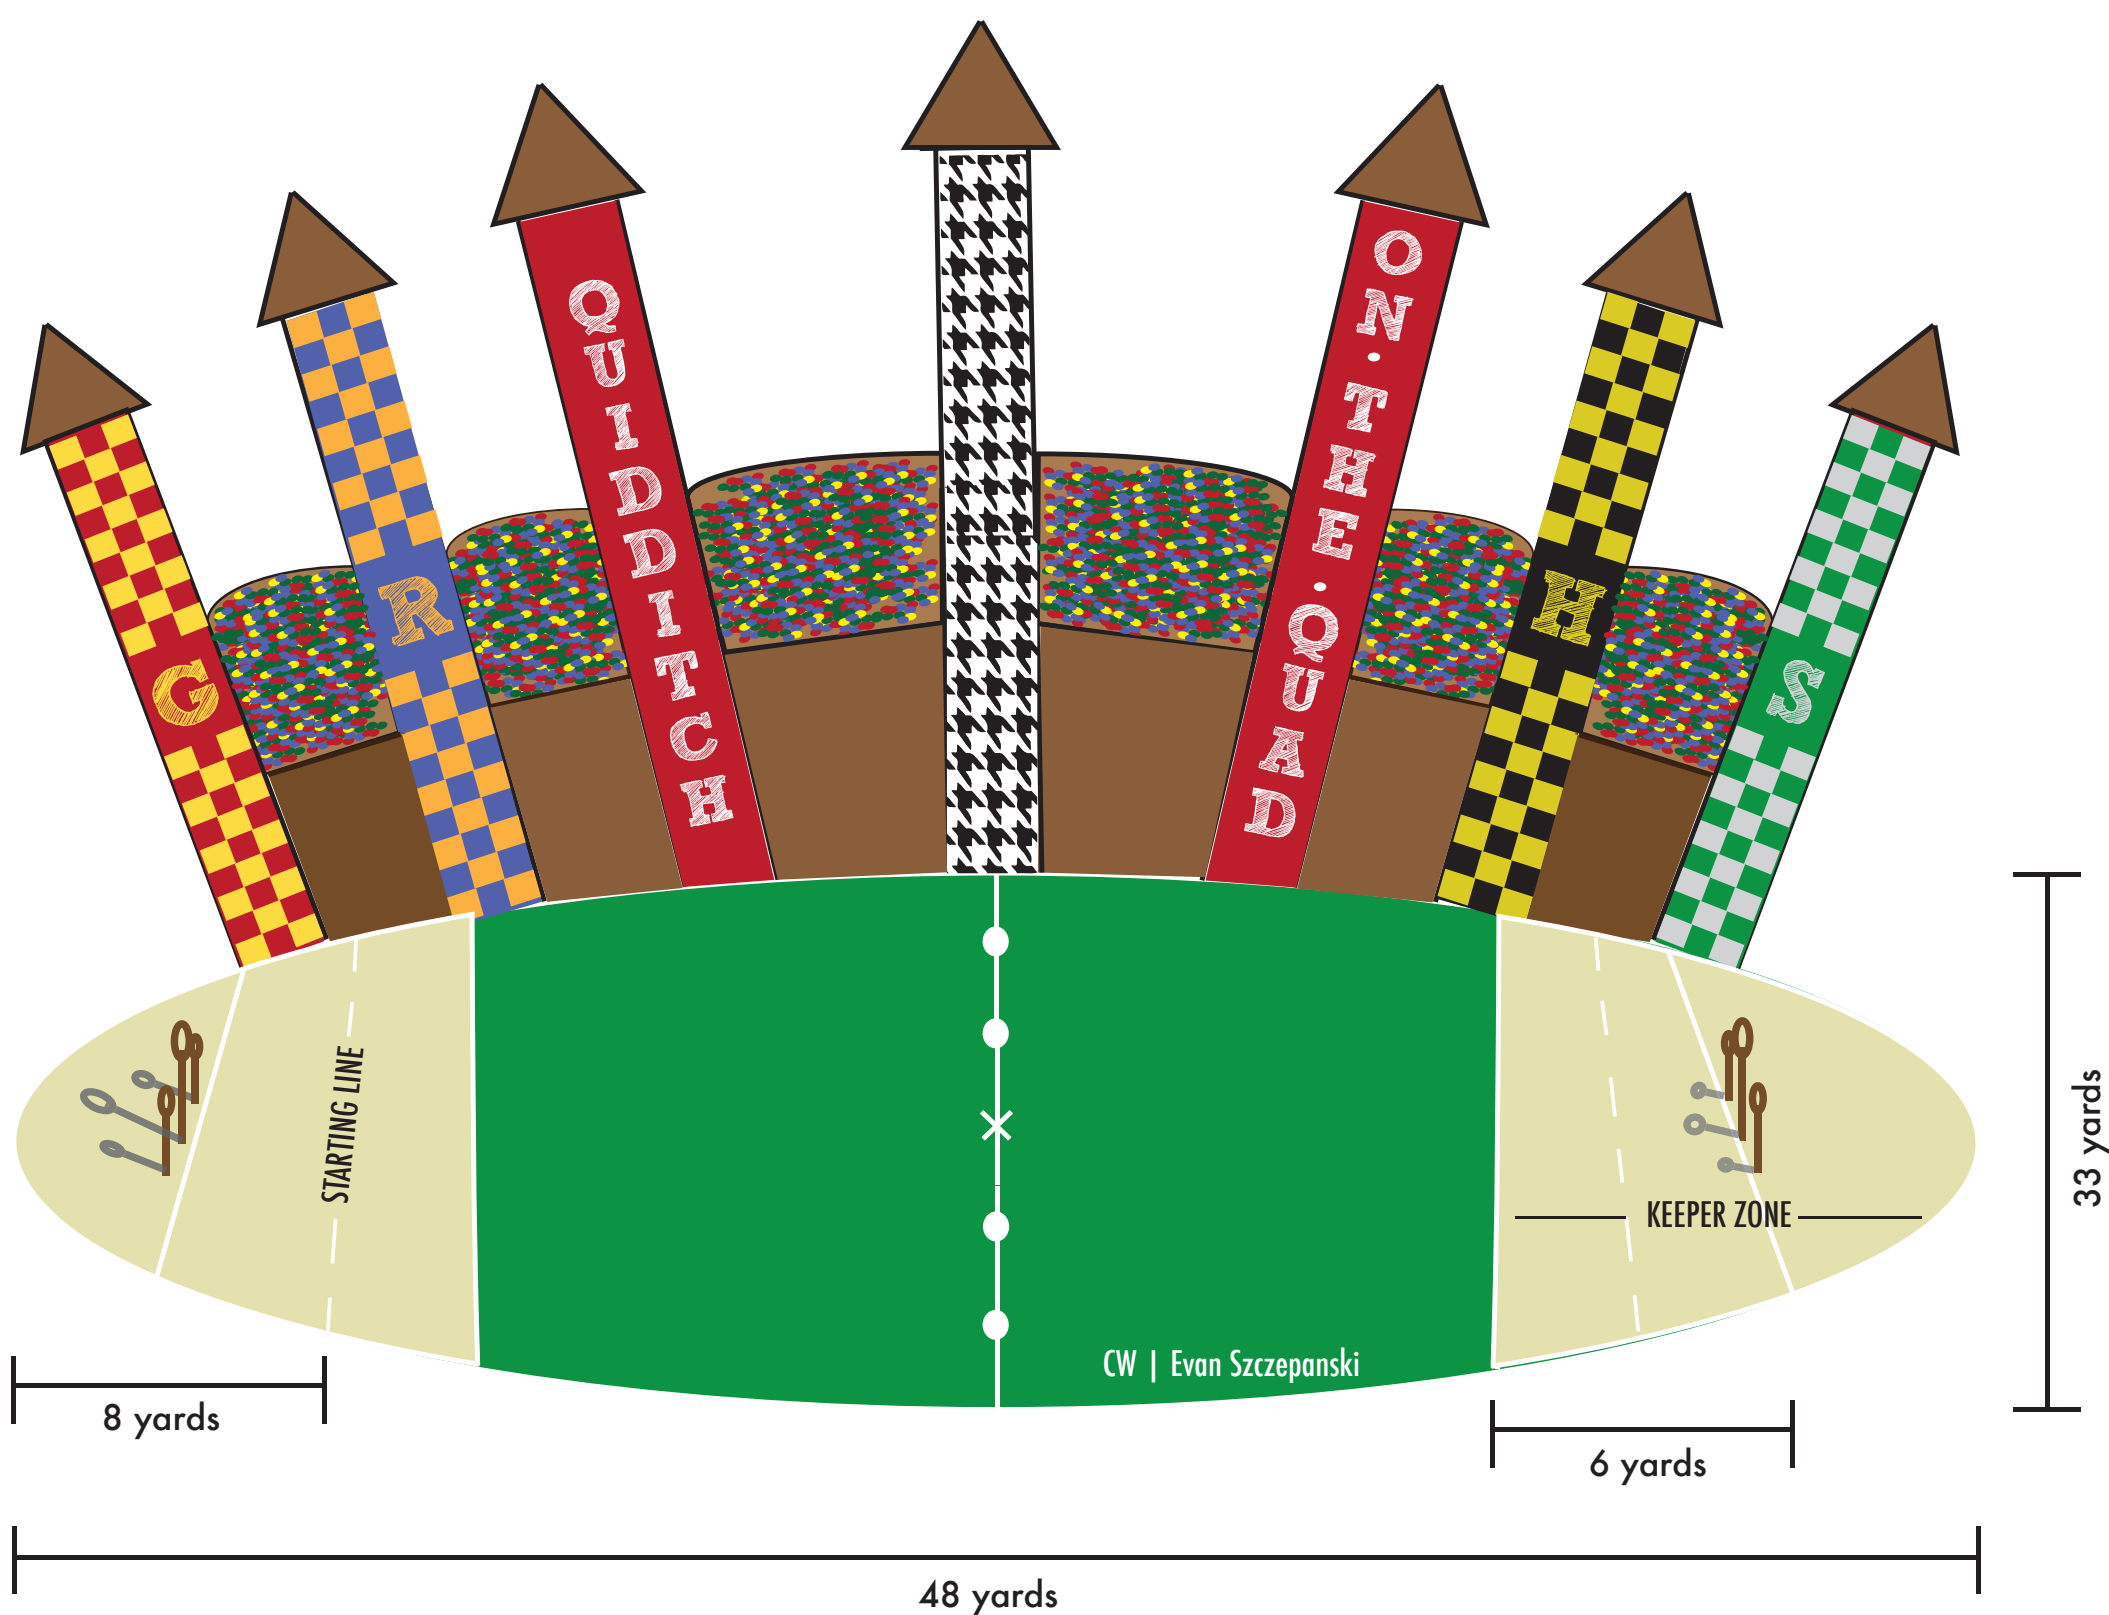 QUIDDITCH
ON·THE·QUAD
G
R
H
S
STARTING LINE
KEEPER ZONE
33 yards
CW | Evan Szczepanski
8 yards
6 yards
48 yards